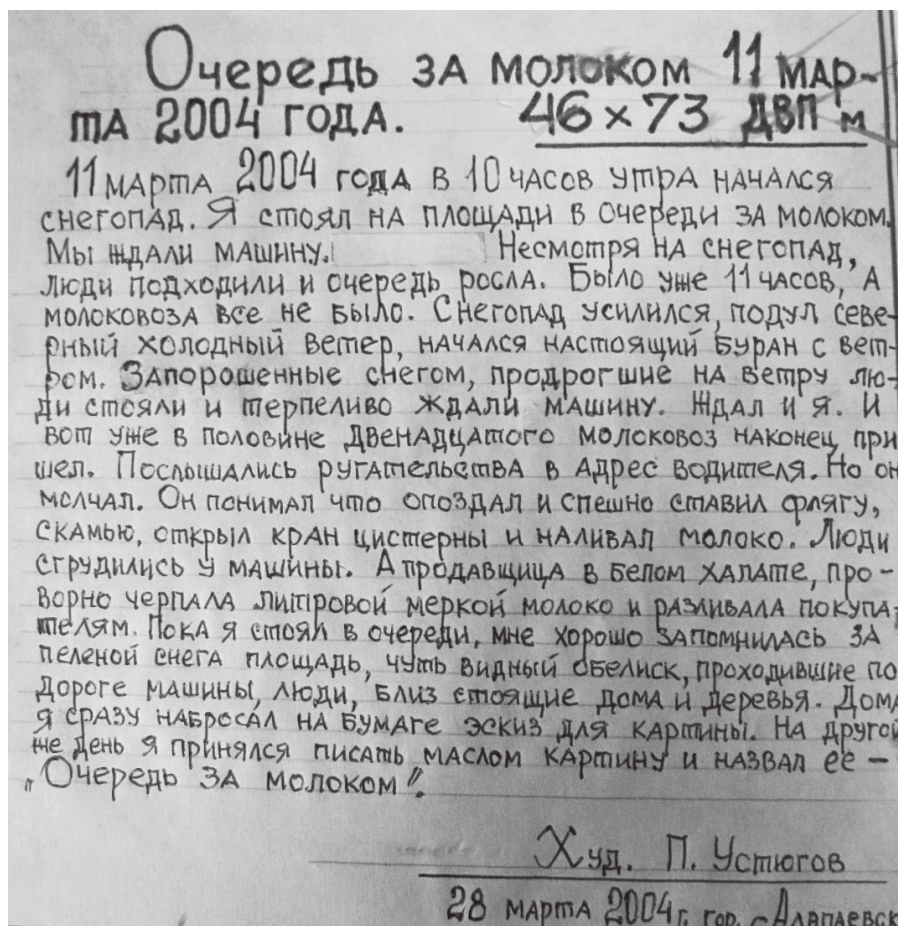 Очередь за молоком 11 мар-
та 2004 года. 46 х 73 ДВП м
11 марта 2004 года в 10 часов утра начался
снегопад. Я стоял на площади в очереди за молоком.
Мы ждали машину. Несмотря на снегопад,
люди подходили и очередь росла. Было уже 11 часов, а
молоковоза все не было. Снегопад усилился, подул севе-
рный холодный ветер, начался настоящий буран с вет-
ром. Запорошенные снегом, продрогшие на ветру лю-
ди стояли и терпеливо ждали машину. Ждал и я. И
вот уже в половине двенадцатого молоковоз наконец при
шел. Послышались ругательства в адрес водителя. Но он
молчал. Он понимал что опоздал и спешно ставил флягу,
скамью, открыл кран цистерны и наливал молоко. Люди
сгрудились у машины. А продавщица в белом халате, про-
ворно черпала литровой меркой молоко и разливала покупа-
телям. Пока я стоял в очереди, мне хорошо запомнилась за
пеленой снега площадь, чуть видный обелиск, проходившие по
дороге машины, люди, близ стоящие дома и деревья. Дома
я сразу набросал на бумаге эскиз для картины. На другой
же день я принялся писать маслом картину и назвал ее –
„Очередь за молоком".
Худ. П. Устюгов
28 марта 2004 г. гор. Алапаевск